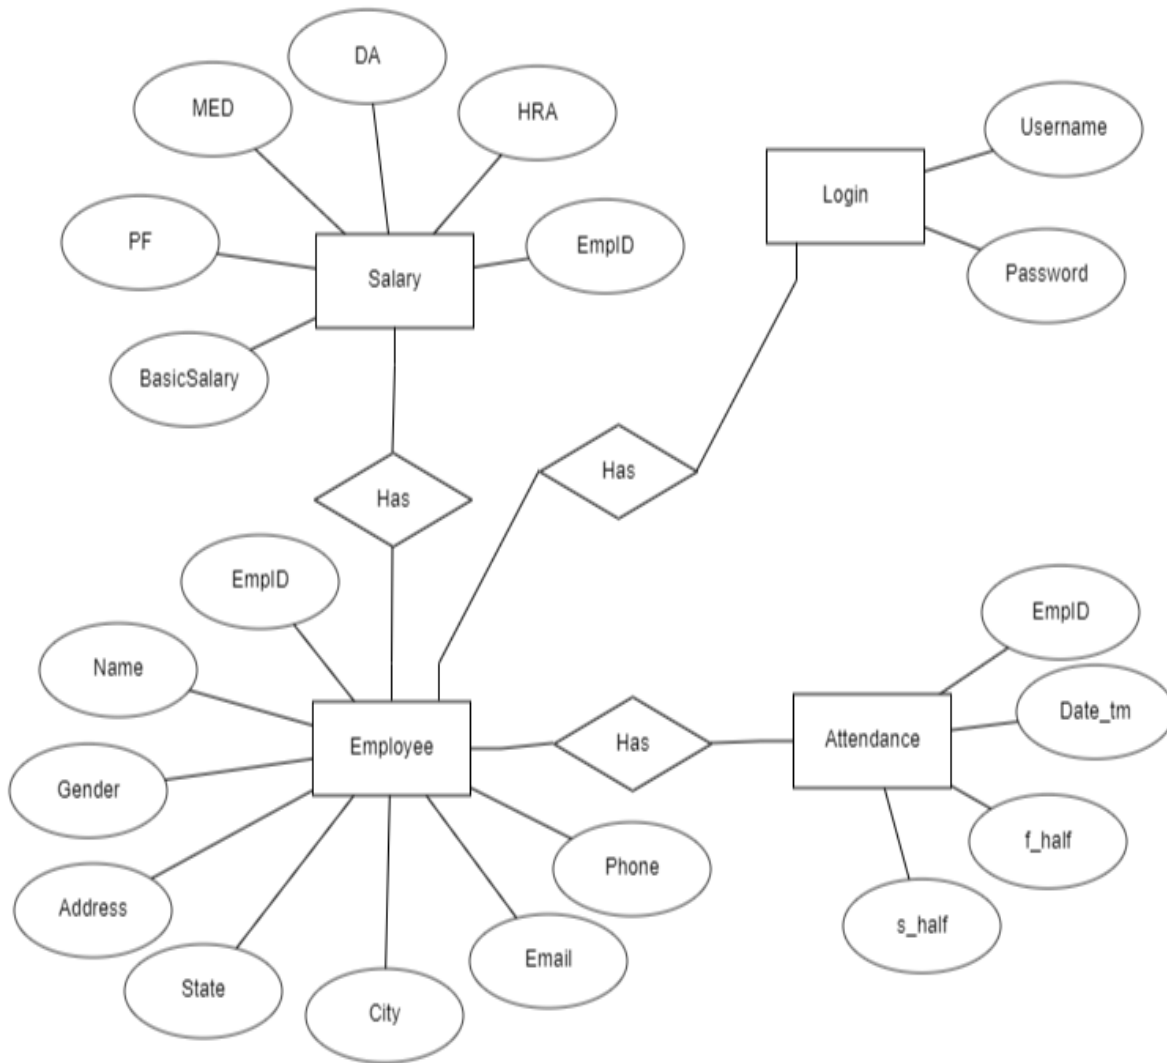 DA
MED
HRA
Username
Login
PF
EmpID
Salary
Password
BasicSalary
Has
Has
EmpID
EmpID
Name
Date_tm
Employee
Has
Attendance
Gender
f_half
Phone
Address
s_half
Email
State
City